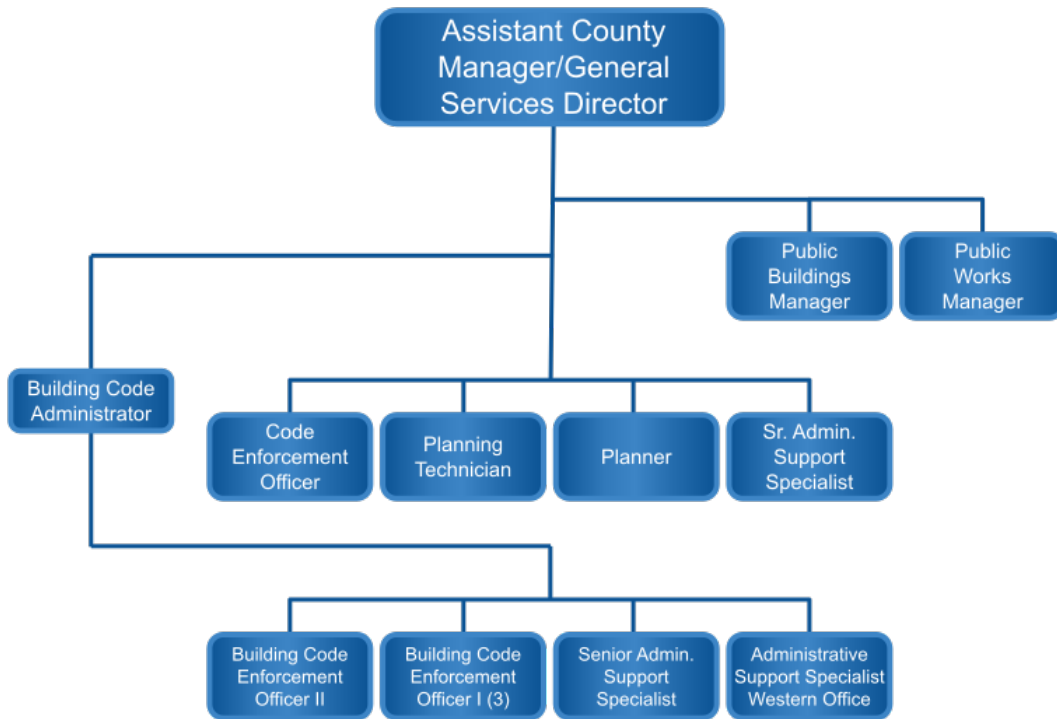 Assistant County
Manager/General
Services Director
Public
Buildings
Manager
Public
Works
Manager
Building Code
Administrator
Code
Enforcement
Officer
Planning
Technician
Planner
Sr. Admin.
Support
Specialist
Building Code
Enforcement
Officer II
Building Code
Enforcement
Officer I (3)
Senior Admin.
Support
Specialist
Administrative
Support Specialist
Western Office